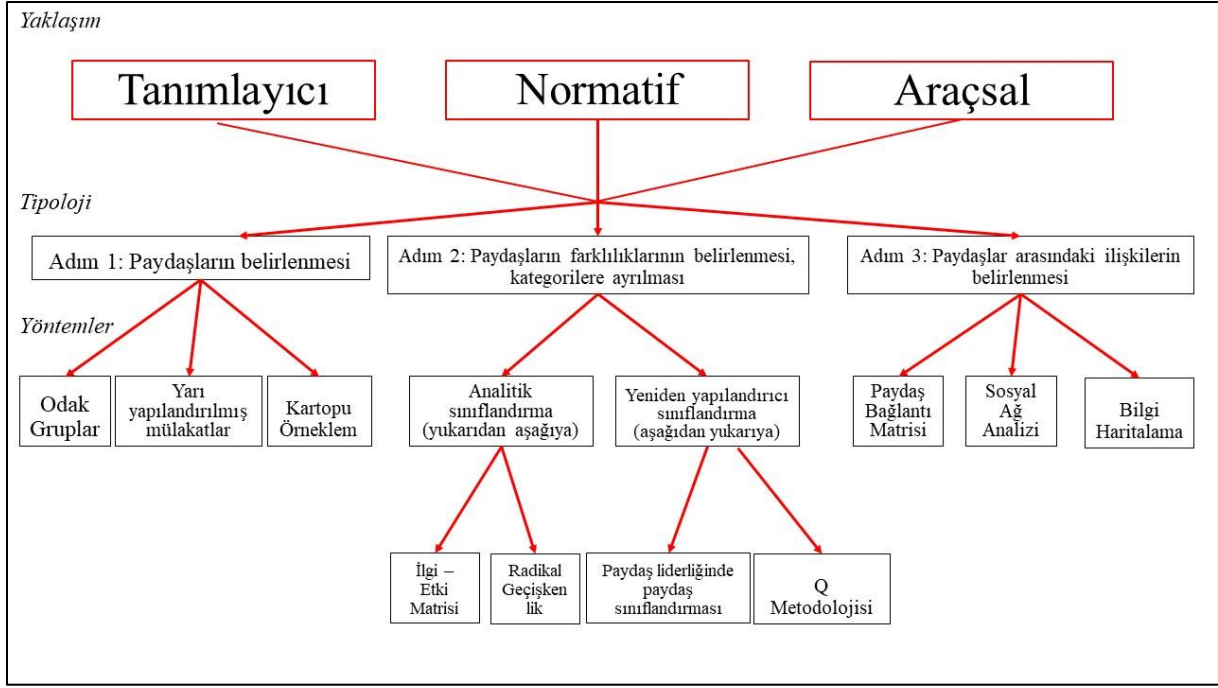 Yaklaşım
Tanımlayıcı
Normatif
Araçsal
Tipoloji
Adım 1: Paydaşların belirlenmesi
Adım 2: Paydaşların farklılıklarının belirlenmesi,
kategorilere ayrılması
Adım 3: Paydaşlar arasındaki ilişkilerin
belirlenmesi
Yöntemler
Odak
Gruplar
Yarı
yapılandırılmış
mülakatlar
Kartopu
Örneklem
Analitik
sınıflandırma
(yukarıdan aşağıya)
Yeniden yapılandırıcı
sınıflandırma
(aşağıdan yukarıya)
Paydaş
Bağlantı
Matrisi
Sosyal
Ağ
Analizi
Bilgi
Haritalama
İlgi –
Etki
Matrisi
Radikal
Geçişken
lik
Paydaş liderliğinde
paydaş
sınıflandırması
Q
Metodolojisi